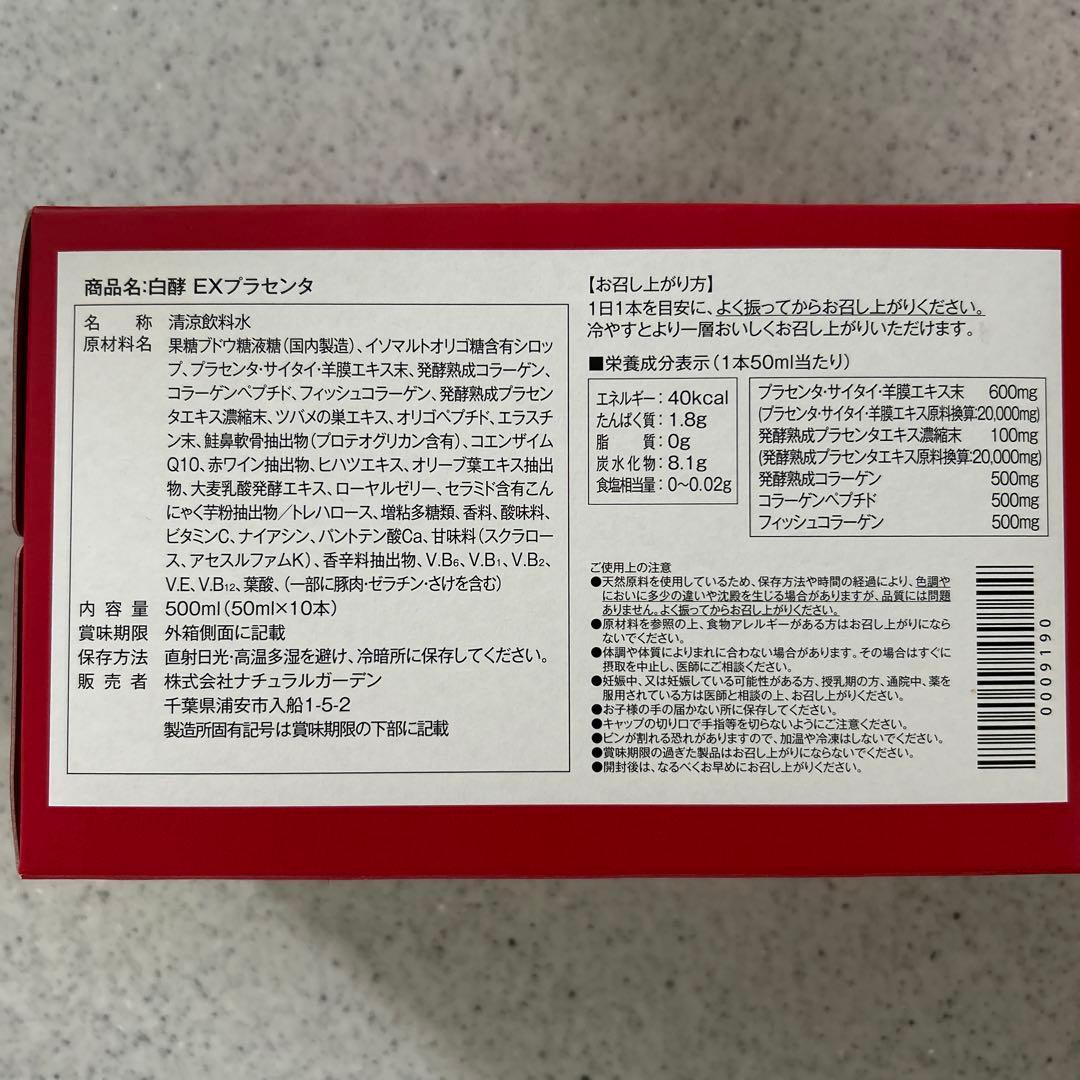 商品名:白酵 EXプラセンタ
名称 清涼飲料水
原材料名 果糖ブドウ糖液糖(国内製造)、イソマルトオリゴ糖含有シロッ
プ、プラセンタ・サイタイ・羊膜エキス末、発酵熟成コラーゲン、
コラーゲンペプチド、フィッシュコラーゲン、発酵熟成プラセン
タエキス濃縮末、ツバメの巣エキス、オリゴペプチド、エラスチ
ン末、鮭鼻軟骨抽出物(プロテオグリカン含有)、コエンザイム
Q10、赤ワイン抽出物、ヒハツエキス、オリーブ葉エキス抽出
物、大麦乳酸発酵エキス、ローヤルゼリー、セラミド含有こん
にゃく芋粉抽出物/トレハロース、増粘多糖類、香料、酸味料、
ビタミンC、ナイアシン、パントテン酸Ca、甘味料(スクラロー
ス、アセスルファムK)、香辛料抽出物、V.B₆、V.B₁、V.B₂、
V.E、V.B₁₂、葉酸、(一部に豚肉・ゼラチン・さけを含む)
内容量 500ml(50ml×10本)
賞味期限 外箱側面に記載
保存方法 直射日光・高温多湿を避け、冷暗所に保存してください。
販売者 株式会社ナチュラルガーデン
千葉県浦安市入船1-5-2
製造所固有記号は賞味期限の下部に記載
【お召し上がり方】
1日1本を目安に、よく振ってからお召し上がりください。
冷やすとより一層おいしくお召し上がりいただけます。
■栄養成分表示(1本50ml当たり)
エネルギー:40kcal
たんぱく質:1.8g
脂質:0g
炭水化物:8.1g
食塩相当量:0~0.02g
プラセンタ・サイタイ・羊膜エキス末 600mg
(プラセンタ・サイタイ・羊膜エキス原料換算:20,000mg)
発酵熟成プラセンタエキス濃縮末 100mg
(発酵熟成プラセンタエキス原料換算:20,000mg)
発酵熟成コラーゲン 500mg
コラーゲンペプチド 500mg
フィッシュコラーゲン 500mg
ご使用上の注意
●天然原料を使用しているため、保存方法や時間の経過により、色調や
においに多少の違いや沈殿を生じる場合がありますが、品質には問題
ありません。よく振ってからお召し上がりください。
●原材料を参照の上、食物アレルギーがある方はお召し上がりになら
ないでください。
●体調や体質によりまれに合わない場合があります。その場合はすぐに
摂取を中止し、医師にご相談ください。
●妊娠中、又は妊娠している可能性がある方、授乳期の方、通院中、薬を
服用されている方は医師と相談の上、お召し上がりください。
●お子様の手の届かない所に保存してください。
●キャップの切り口で手指等を切らないようにご注意ください。
●ビンが割れる恐れがありますので、加温や冷凍はしないでください。
●賞味期限の過ぎた製品はお召し上がりにならないでください。
●開封後は、なるべくお早めにお召し上がりください。
0009190